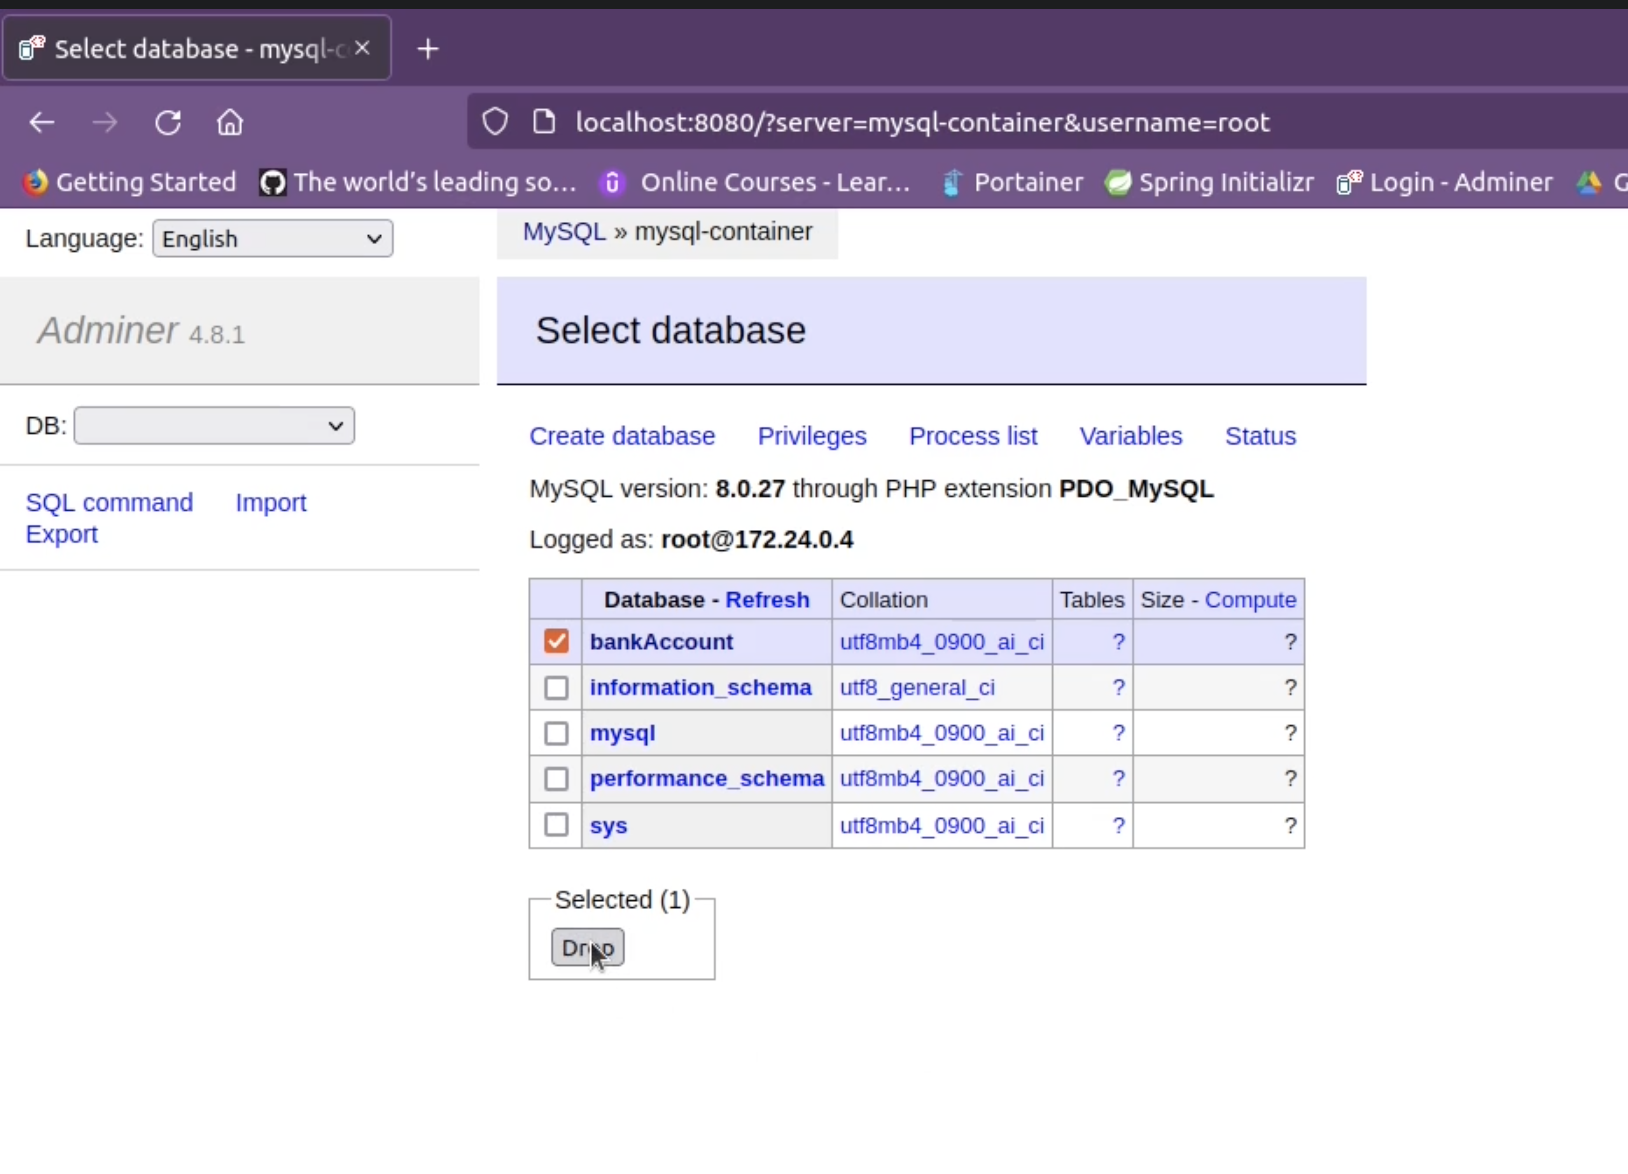 Select database - mysql-c
localhost:8080/?server=mysql-container&username=root
Getting Started The world's leading so... Online Courses - Lear... Portainer Spring Initializr Login - Adminer G
Language: English
MySQL » mysql-container
Adminer 4.8.1
Select database
DB:
Create database Privileges Process list Variables Status
SQL command Import
Export
MySQL version: 8.0.27 through PHP extension PDO_MySQL
Logged as: root@172.24.0.4
Database - Refresh Collation Tables Size - Compute
bankAccount utf8mb4_0900_ai_ci ? ?
information_schema utf8_general_ci ? ?
mysql utf8mb4_0900_ai_ci ? ?
performance_schema utf8mb4_0900_ai_ci ? ?
sys utf8mb4_0900_ai_ci ? ?
Selected (1)
Drop